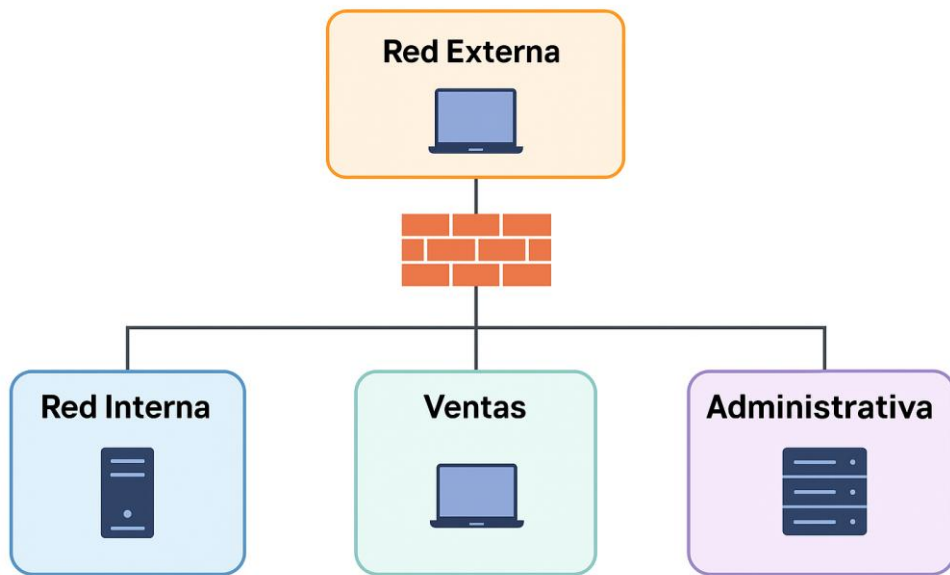 Red Externa
Red Interna
Ventas
Administrativa